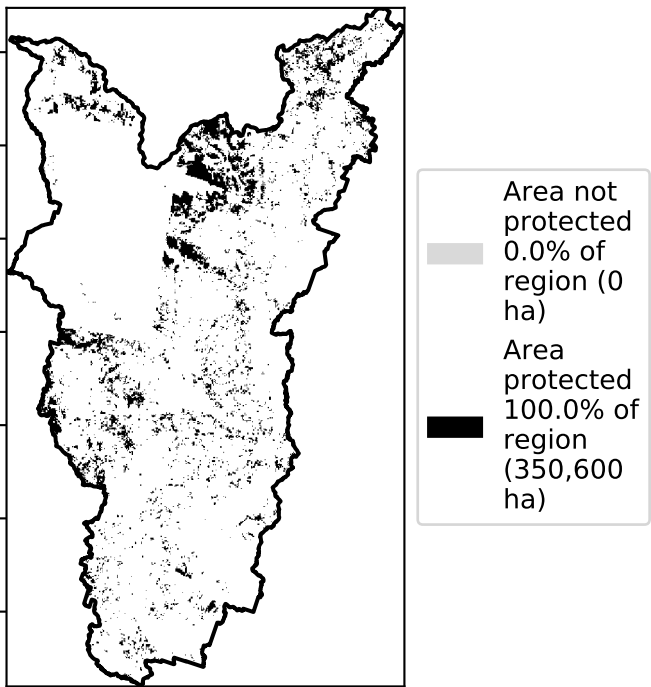 Area not
protected
0.0% of
region (0
ha)
Area
protected
100.0% of
region
(350,600
ha)